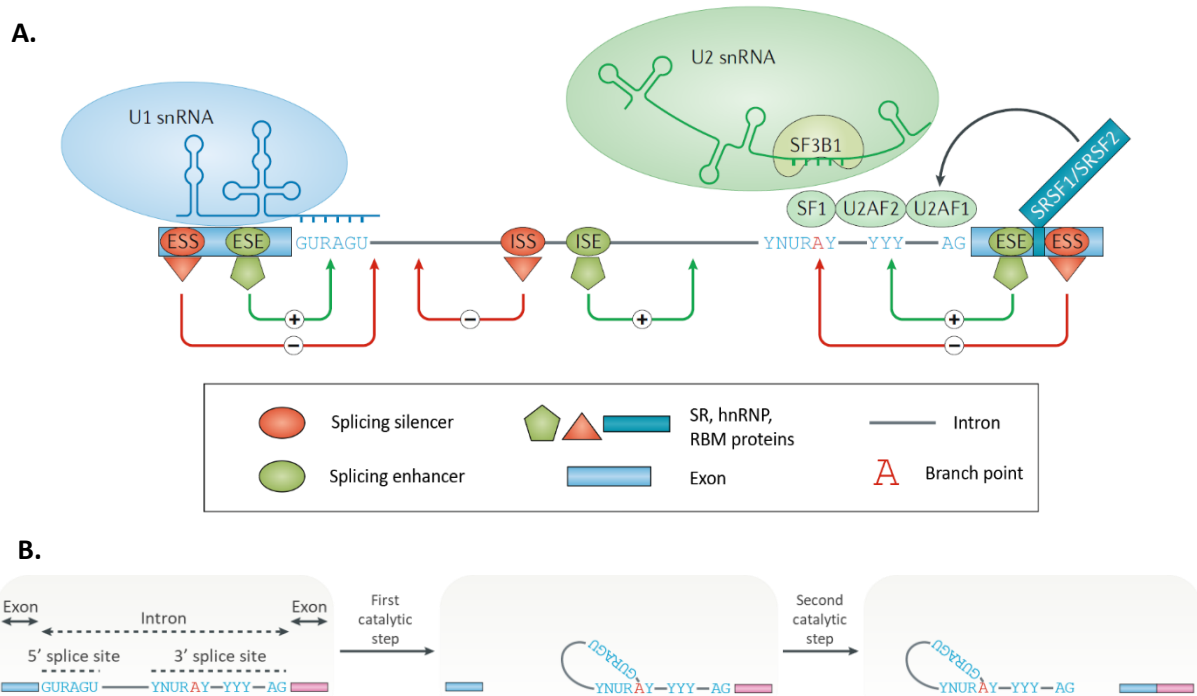 A.
U1 snRNA
U2 snRNA
SF3B1
SRSF1/SRSF2
SF1 U2AF2 U2AF1
ESS ESE ISS ISE ESE ESS
GURAGU YNURAY YYY AG
+ − + +
− −
Splicing silencer
SR, hnRNP,
RBM proteins
Intron
Splicing enhancer
Exon
A Branch point
B.
Exon Exon
Intron
5′ splice site 3′ splice site
GURAGU YNURAY YYY AG
First
catalytic
step
GURAGU
YNURAY YYY AG
Second
catalytic
step
GURAGU
YNURAY YYY AG